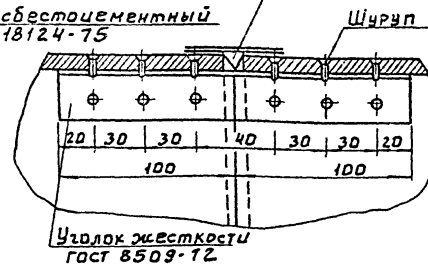 сбестоцементный
18124-75
Шуруп
20 30 30 40 30 30 20
100 100
Уголок жесткости
гост 8509-72